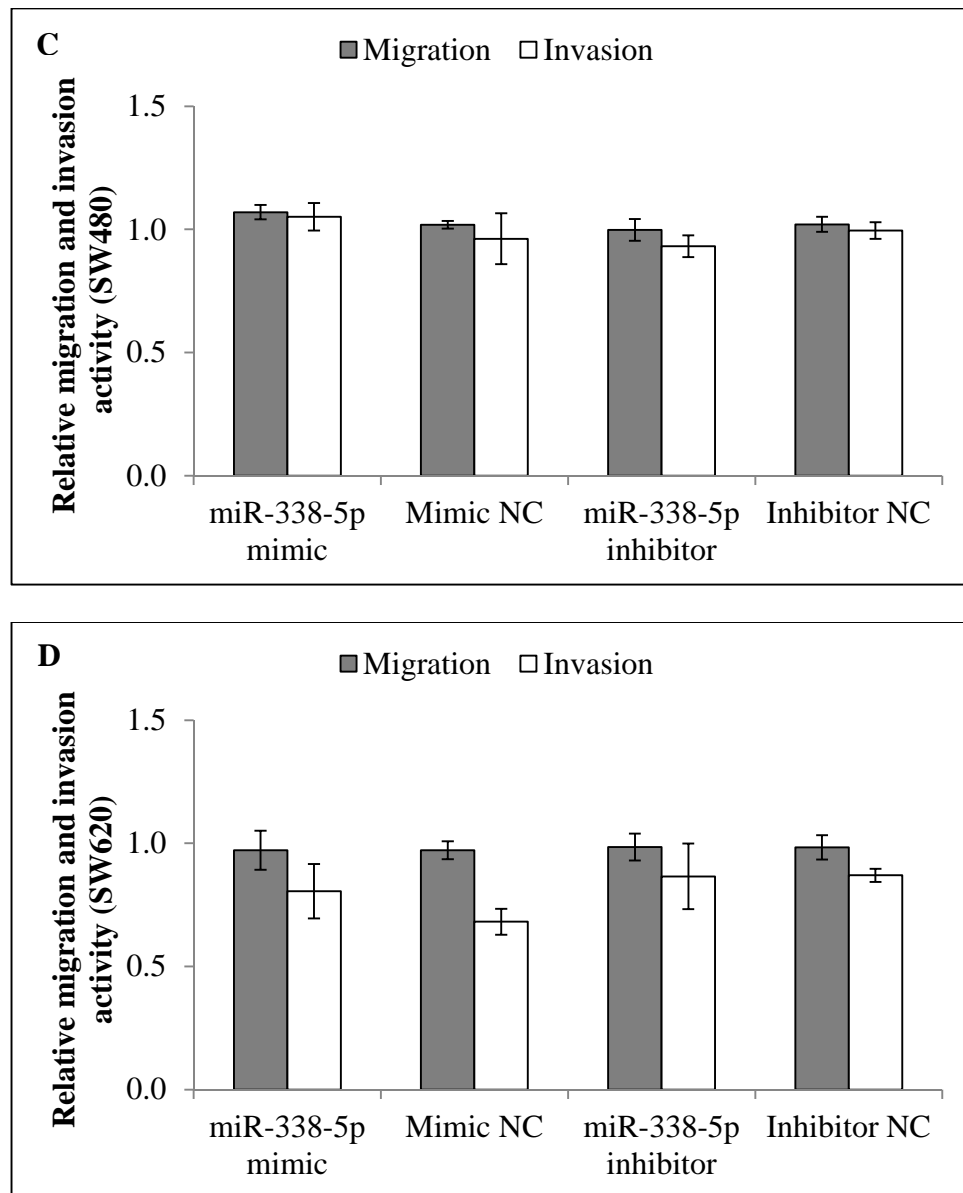 C
Migration Invasion
Relative migration and invasion
activity (SW480)
1.5
1.0
0.5
0.0
miR-338-5p
mimic
Mimic NC
miR-338-5p
inhibitor
Inhibitor NC
D
Migration Invasion
Relative migration and invasion
activity (SW620)
1.5
1.0
0.5
0.0
miR-338-5p
mimic
Mimic NC
miR-338-5p
inhibitor
Inhibitor NC